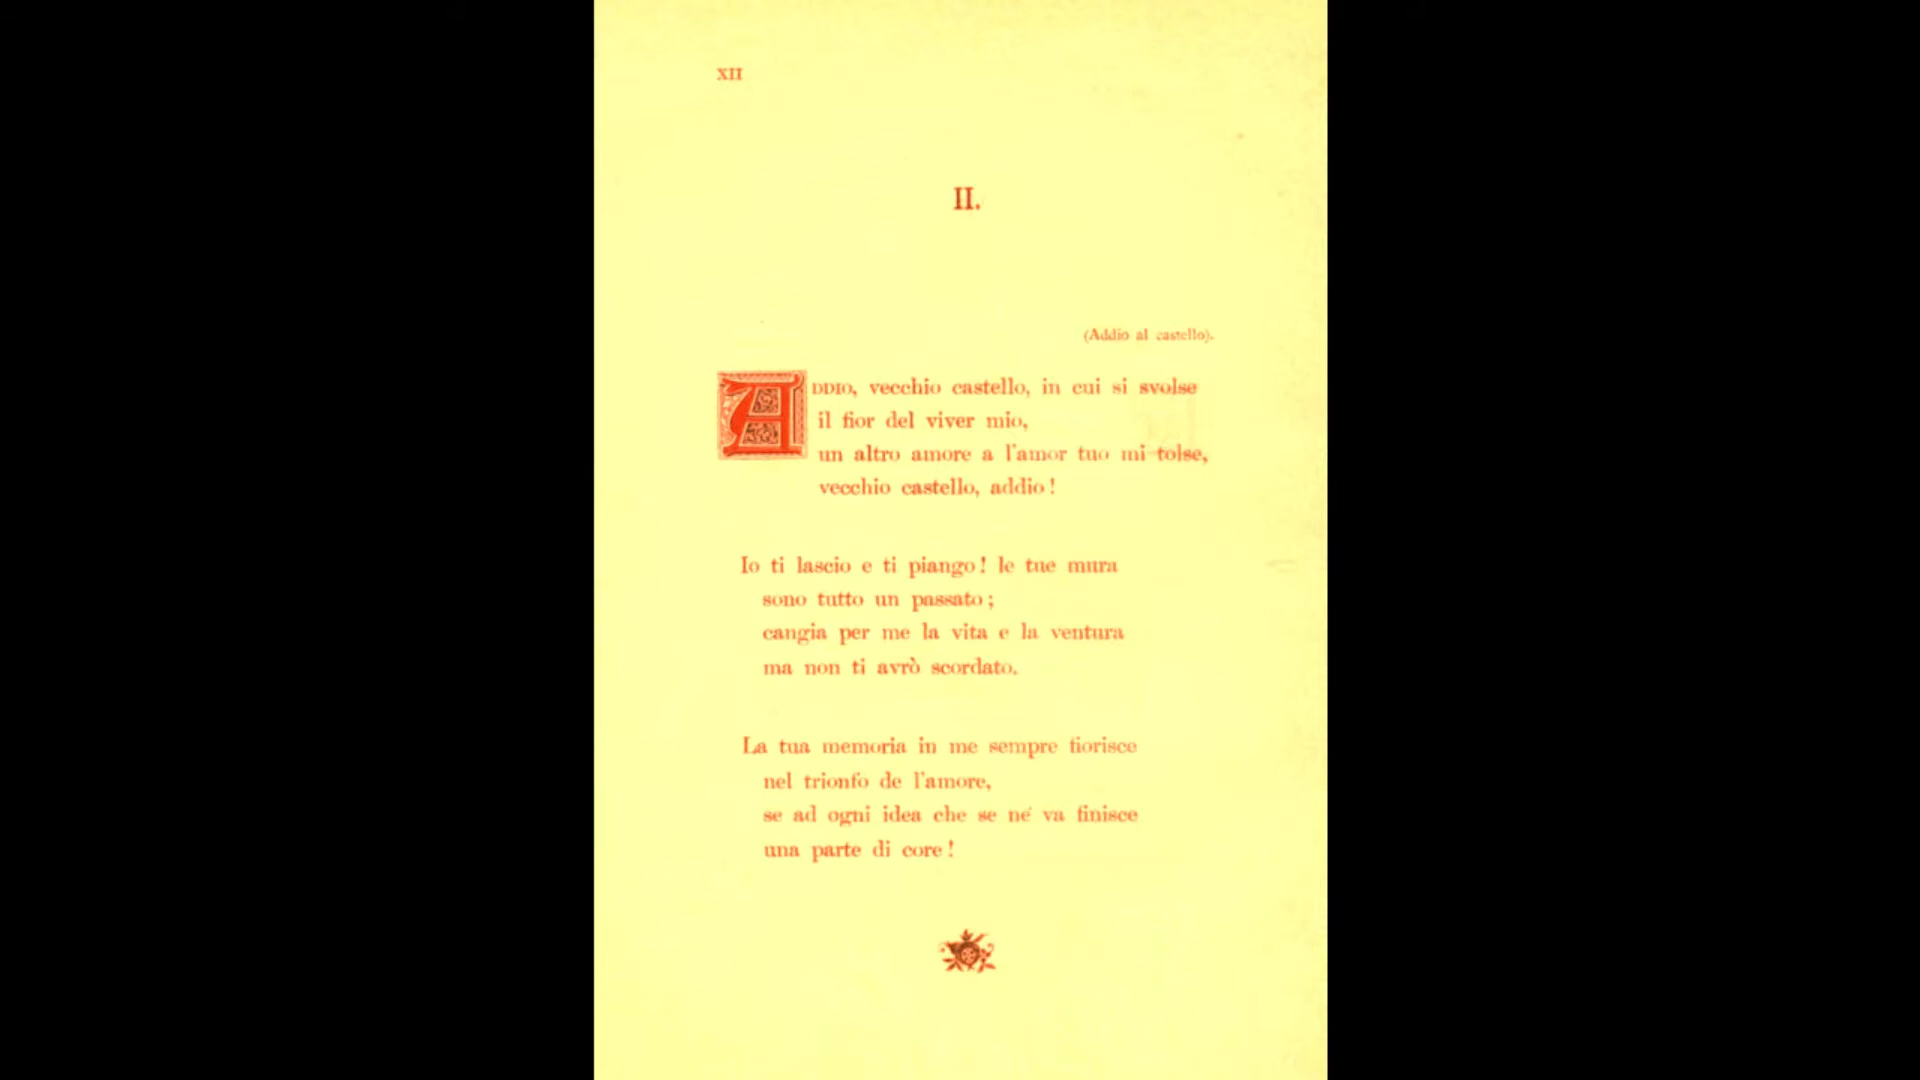 XII
II.
(Addio al castello).
ADDIO, vecchio castello, in cui si svolse
il fior del viver mio,
un altro amore a l'amor tuo mi tolse,
vecchio castello, addio!
Io ti lascio e ti piango! le tue mura
sono tutto un passato;
cangia per me la vita e la ventura
ma non ti avrò scordato.
La tua memoria in me sempre fiorisce
nel trionfo de l'amore,
se ad ogni idea che se ne va finisce
una parte di core!